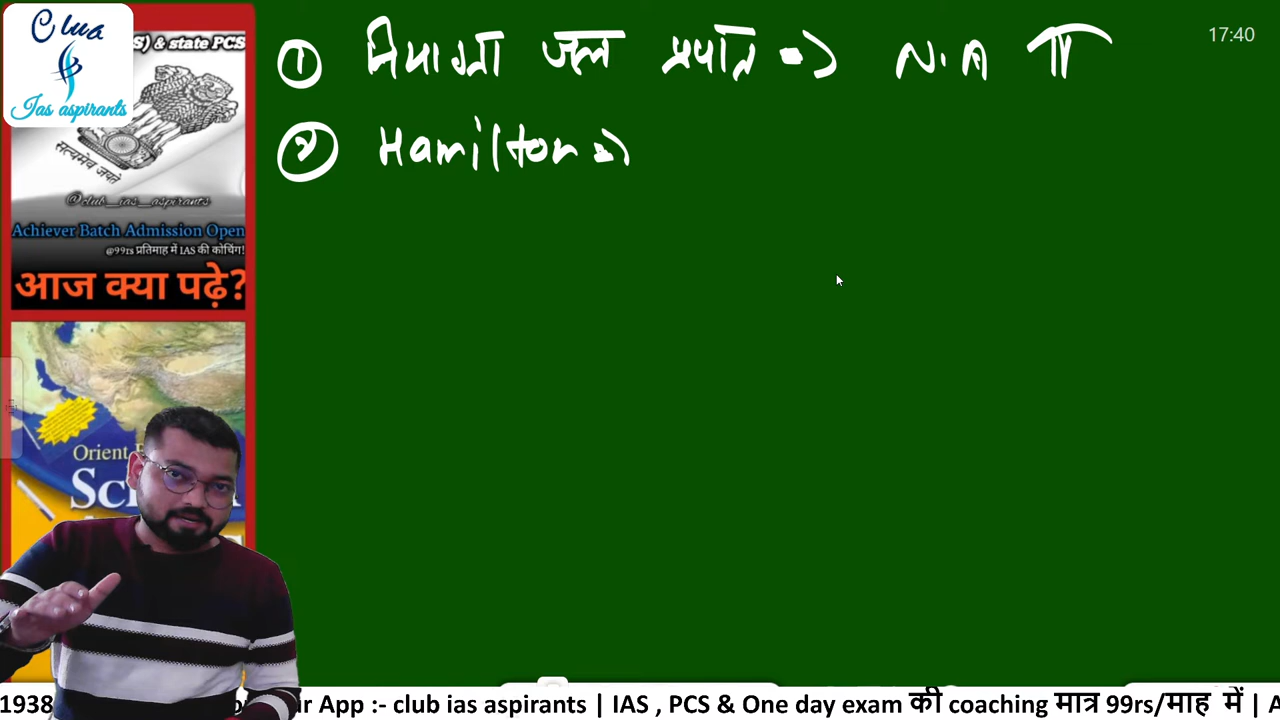 Clua
Ias aspirants
S) & state PCS
सत्यमेव जयते
@club_ias_aspirants
Achiever Batch Admission Open
@99rs प्रतिमाह में IAS की कोचिंग!
आज क्या पढ़े?
Orient
Sc
① जल प्रपात => N.A में
② Hamilton =>
17:40
1938
ur App :- club ias aspirants | IAS , PCS & One day exam की coaching मात्र 99rs/माह में | A